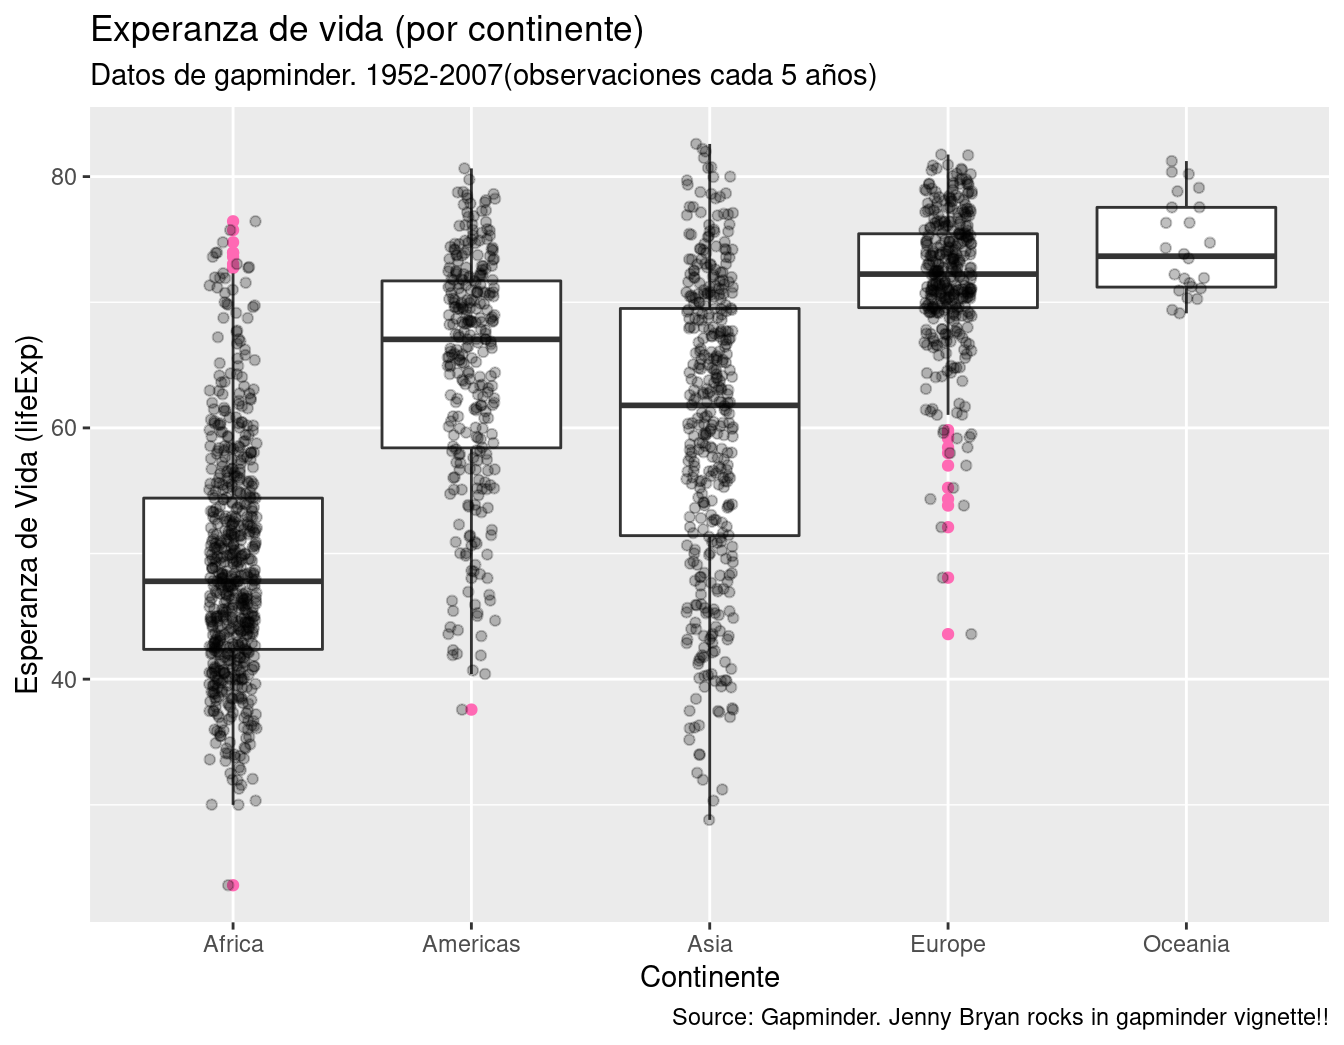 Experanza de vida (por continente)
Datos de gapminder. 1952-2007(observaciones cada 5 años)
Esperanza de Vida (lifeExp)
80
60
40
Africa
Americas
Asia
Europe
Oceania
Continente
Source: Gapminder. Jenny Bryan rocks in gapminder vignette!!